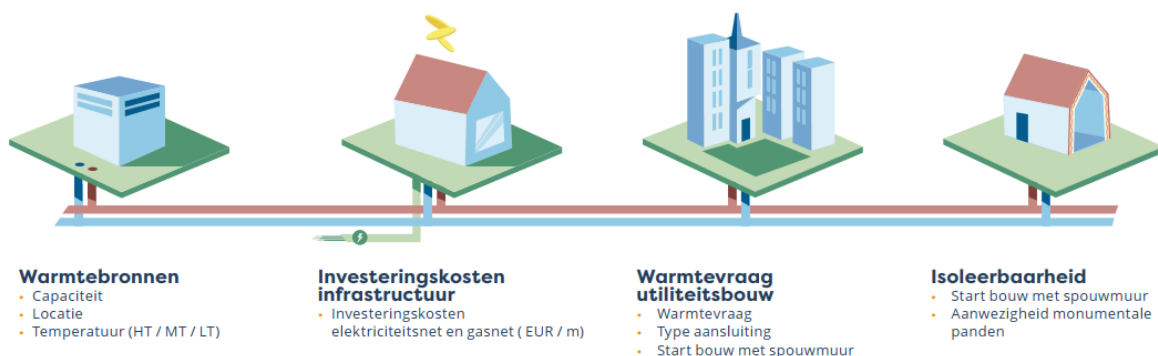 Warmtebronnen
• Capaciteit
• Locatie
• Temperatuur (HT / MT / LT)
Investeringskosten
infrastructuur
• Investeringskosten
elektriciteitsnet en gasnet ( EUR / m)
Warmtevraag
utiliteitsbouw
• Warmtevraag
• Type aansluiting
• Start bouw met spouwmuur
Isoleerbaarheid
• Start bouw met spouwmuur
• Aanwezigheid monumentale
panden